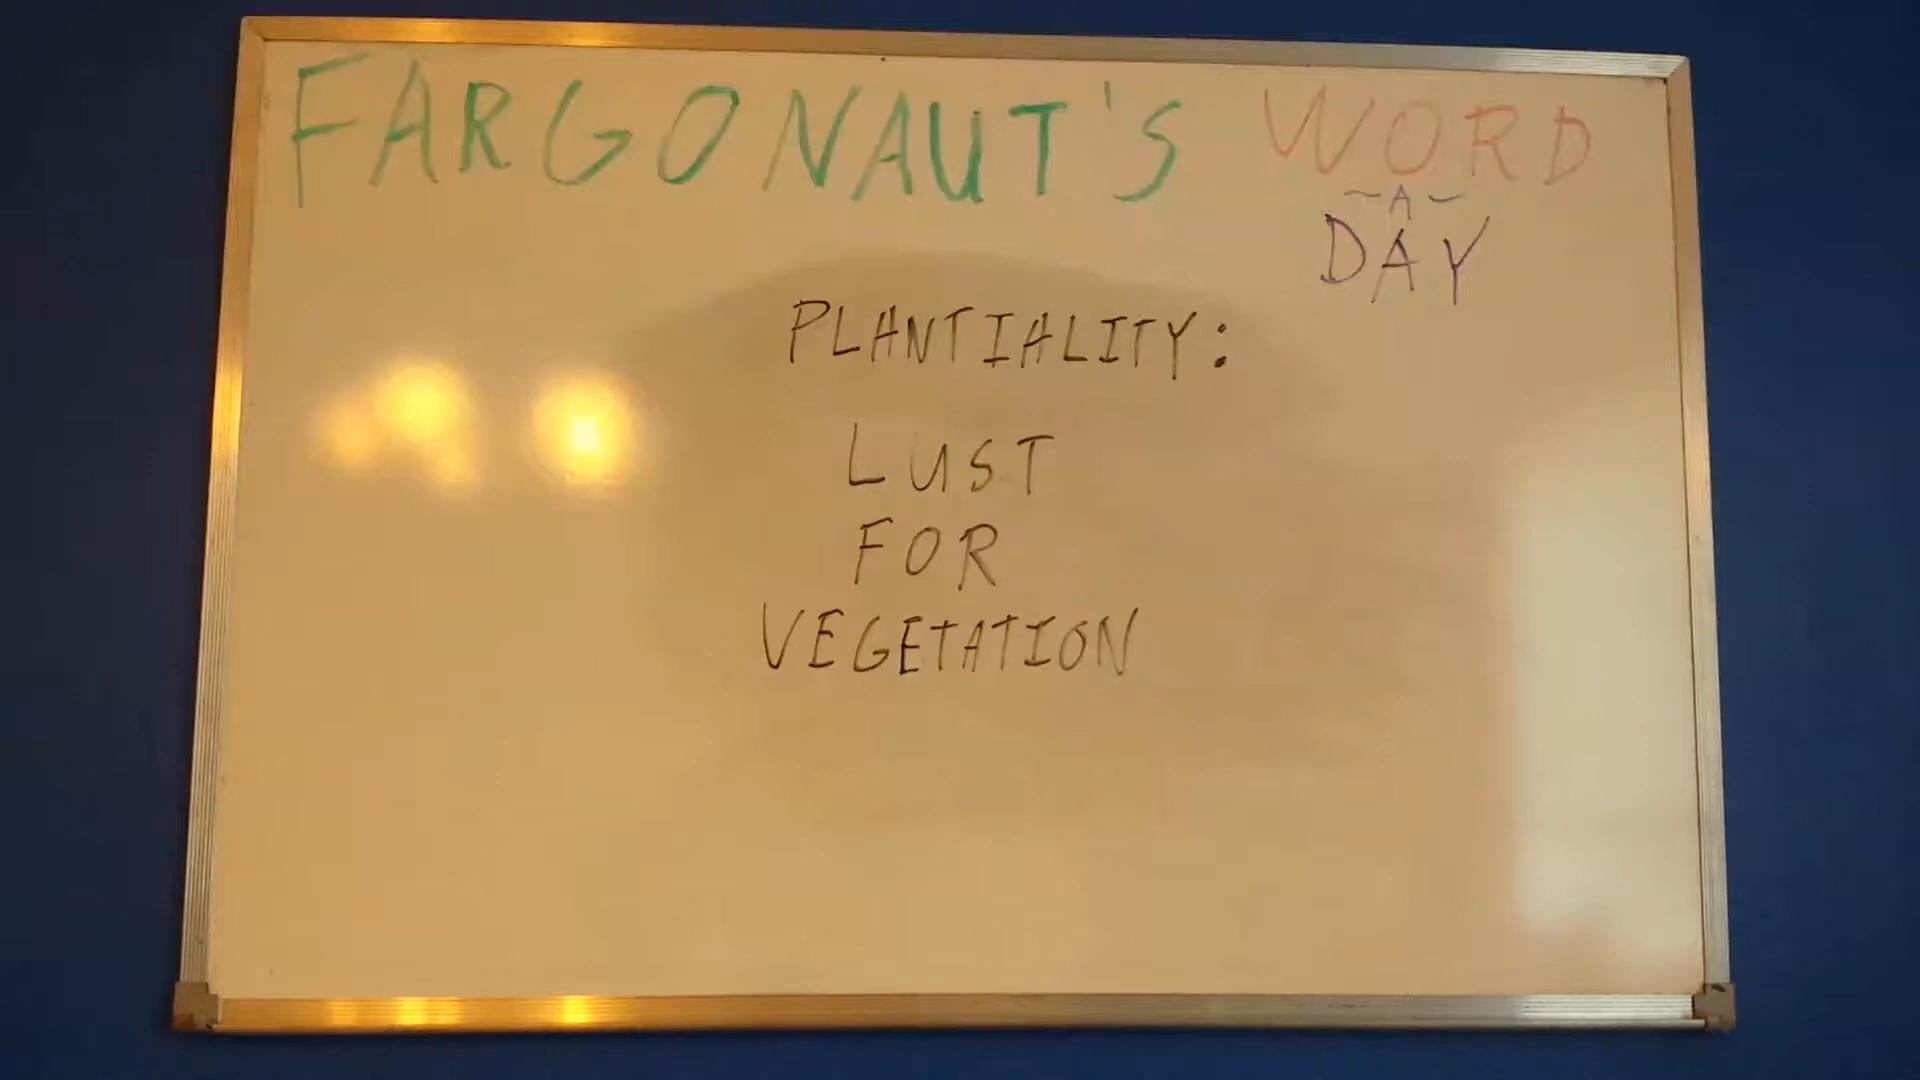 FARGONAUT'S WORD
~A~
DAY
PLANTIALITY:
LUST
FOR
VEGETATION